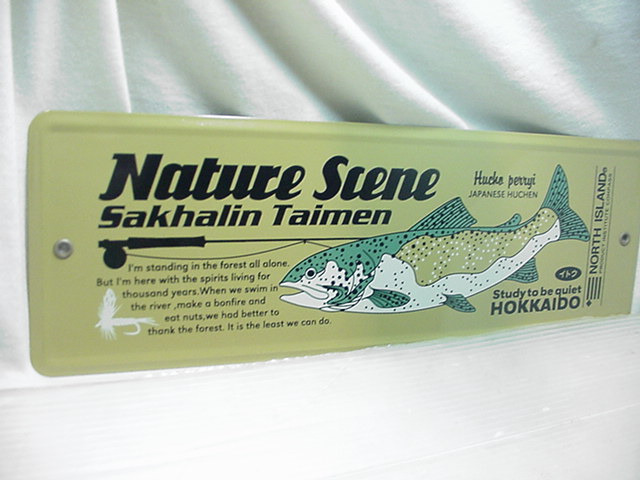 Nature Scene
Sakhalin Taimen
Hucho perryi
JAPANESE HUCHEN
I'm standing in the forest all alone.
But I'm here with the spirits living for
thousand years.When we swim in
the river ,make a bonfire and
eat nuts,we had better to
thank the forest. It is the least we can do.
イトウ
Study to be quiet
HOKKAIDO
NORTH ISLAND®